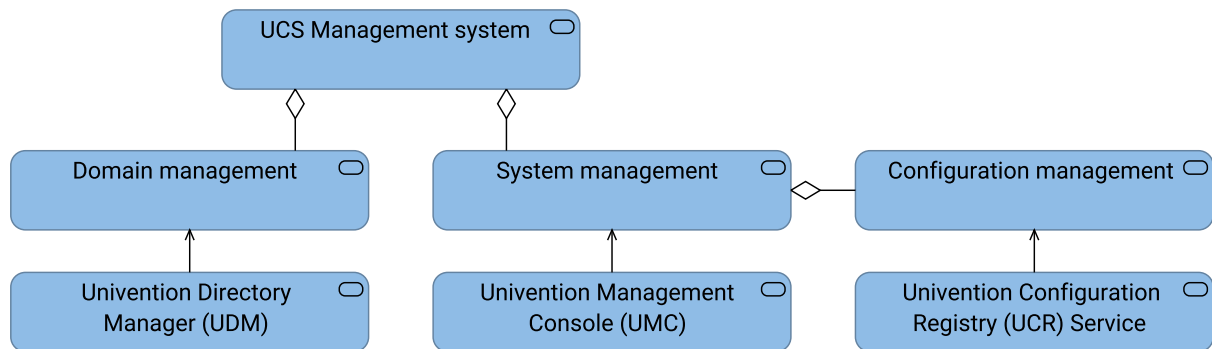 UCS Management system
Domain management
System management
Configuration management
Univention Directory
Manager (UDM)
Univention Management
Console (UMC)
Univention Configuration
Registry (UCR) Service